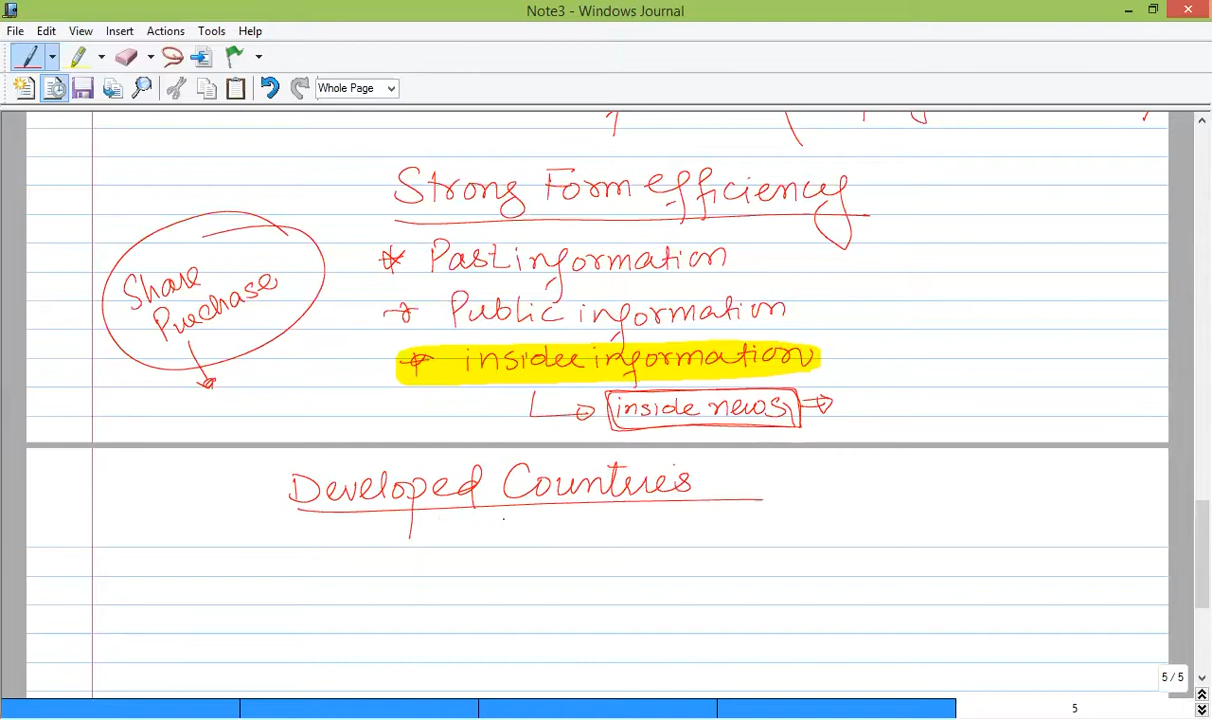 Note3 - Windows Journal
File Edit View Insert Actions Tools Help
Whole Page
Strong Form efficiency
Past information
Share
Purchase
Public information
insider information
inside news
Developed Countries
5 / 5
5